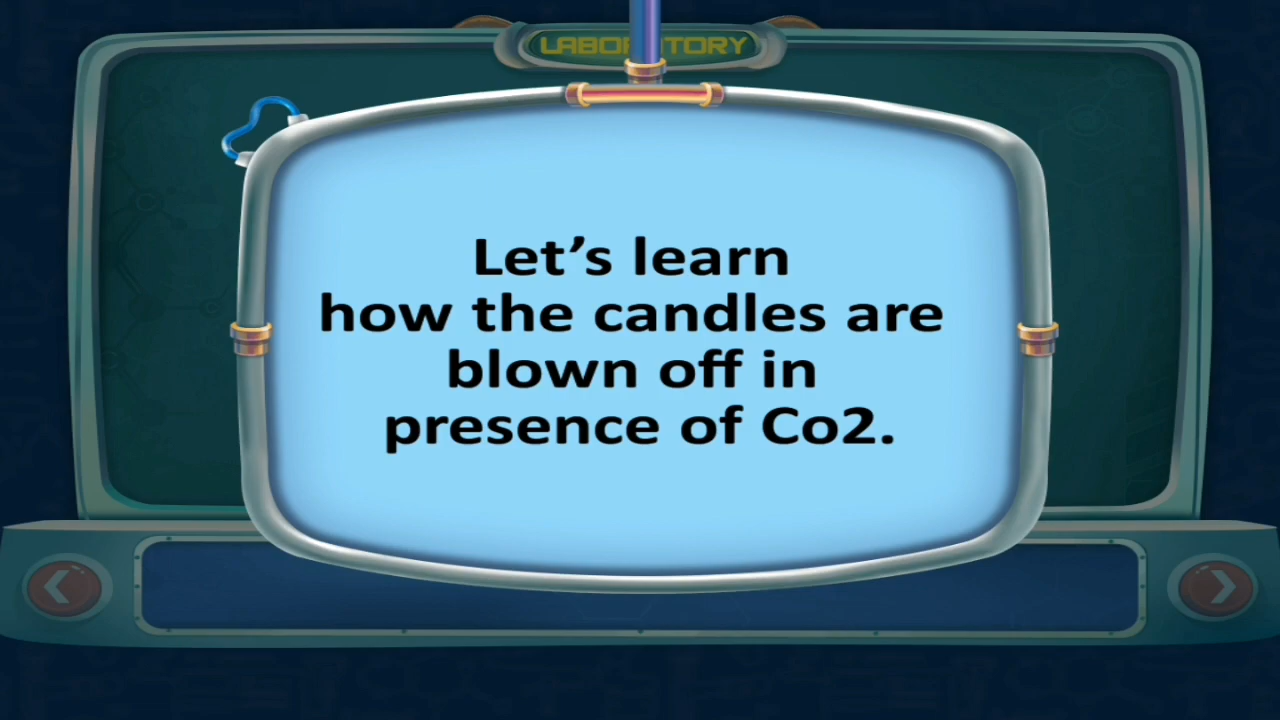 Let's learn
how the candles are
blown off in
presence of Co2.